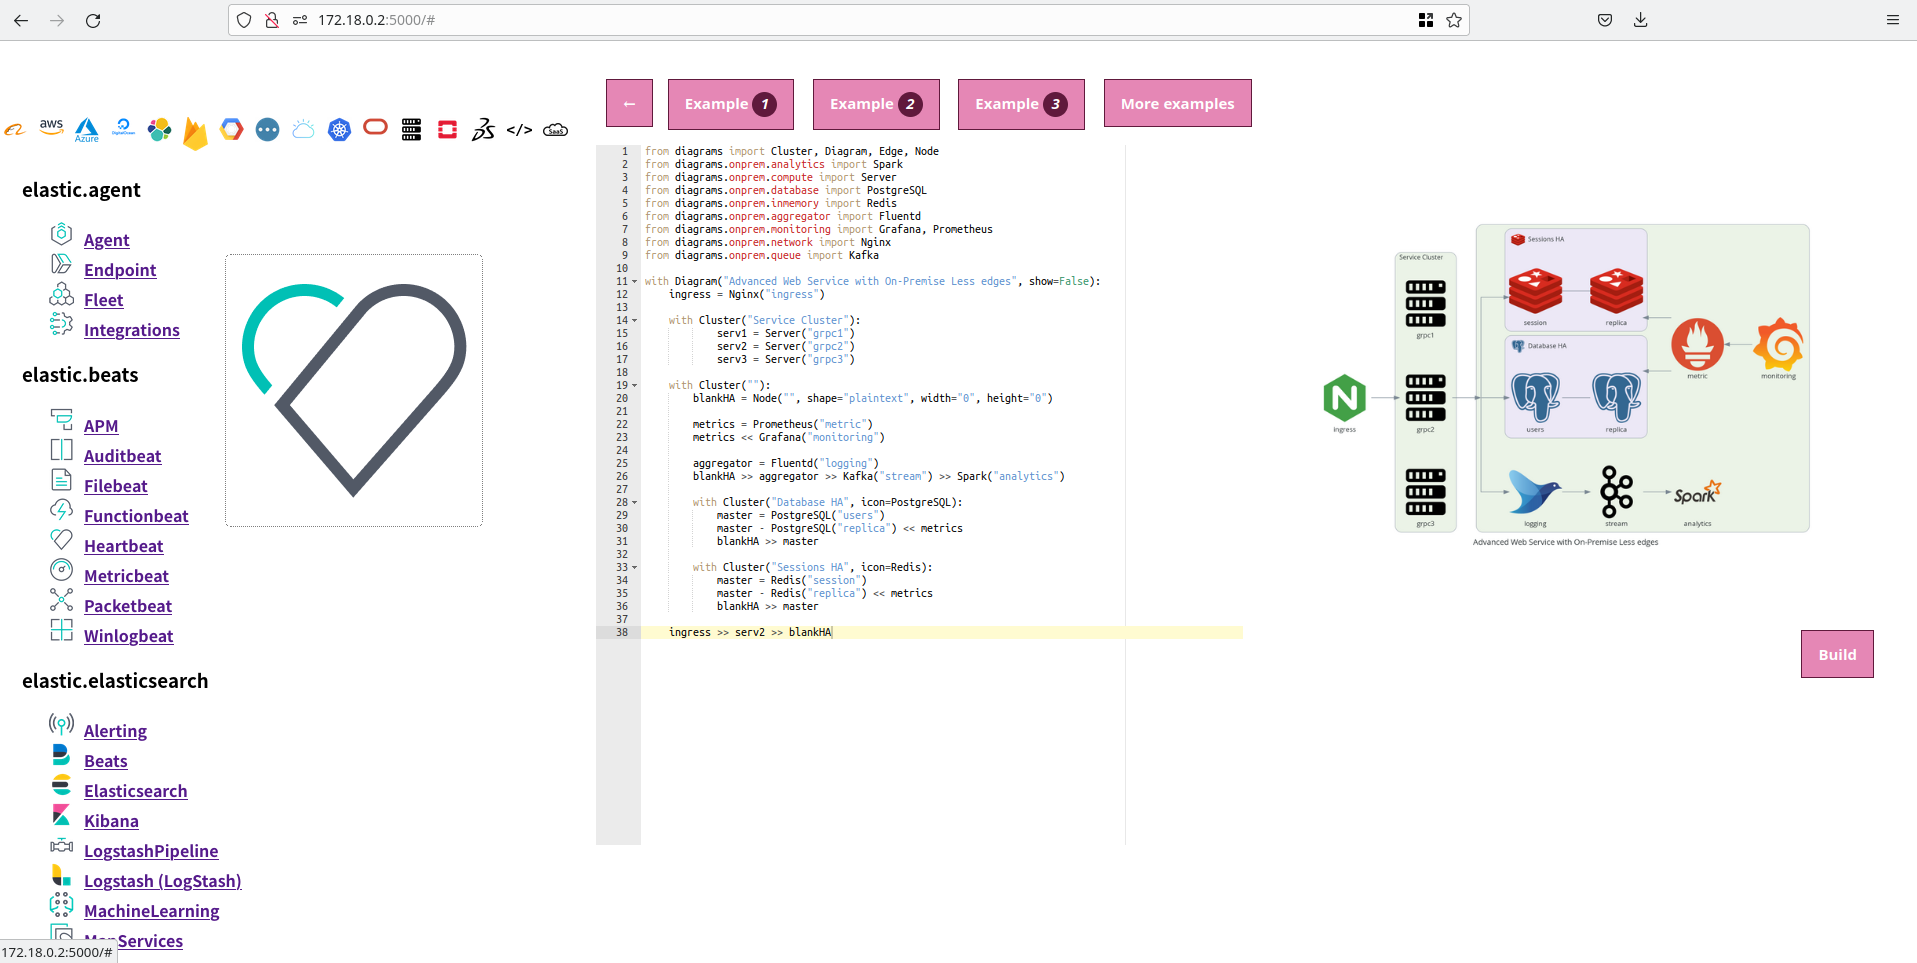 172.18.0.2:5000/#
←
Example 1
Example 2
Example 3
More examples
aws
Azure
DigitalOcean
</>
SaaS
elastic.agent
Agent
Endpoint
Fleet
Integrations
elastic.beats
APM
Auditbeat
Filebeat
Functionbeat
Heartbeat
Metricbeat
Packetbeat
Winlogbeat
elastic.elasticsearch
Alerting
Beats
Elasticsearch
Kibana
LogstashPipeline
Logstash (LogStash)
MachineLearning
MapServices
172.18.0.2:5000/#
1 from diagrams import Cluster, Diagram, Edge, Node
2 from diagrams.onprem.analytics import Spark
3 from diagrams.onprem.compute import Server
4 from diagrams.onprem.database import PostgreSQL
5 from diagrams.onprem.inmemory import Redis
6 from diagrams.onprem.aggregator import Fluentd
7 from diagrams.onprem.monitoring import Grafana, Prometheus
8 from diagrams.onprem.network import Nginx
9 from diagrams.onprem.queue import Kafka
10
11 with Diagram("Advanced Web Service with On-Premise Less edges", show=False):
12 ingress = Nginx("ingress")
13
14 with Cluster("Service Cluster"):
15 serv1 = Server("grpc1")
16 serv2 = Server("grpc2")
17 serv3 = Server("grpc3")
18
19 with Cluster(""):
20 blankHA = Node("", shape="plaintext", width="0", height="0")
21
22 metrics = Prometheus("metric")
23 metrics << Grafana("monitoring")
24
25 aggregator = Fluentd("logging")
26 blankHA >> aggregator >> Kafka("stream") >> Spark("analytics")
27
28 with Cluster("Database HA", icon=PostgreSQL):
29 master = PostgreSQL("users")
30 master - PostgreSQL("replica") << metrics
31 blankHA >> master
32
33 with Cluster("Sessions HA", icon=Redis):
34 master = Redis("session")
35 master - Redis("replica") << metrics
36 blankHA >> master
37
38 ingress >> serv2 >> blankHA
Service Cluster
grpc1
grpc2
grpc3
N
ingress
Sessions HA
session
replica
Database HA
users
replica
metric
monitoring
logging
stream
Spark
analytics
Advanced Web Service with On-Premise Less edges
Build